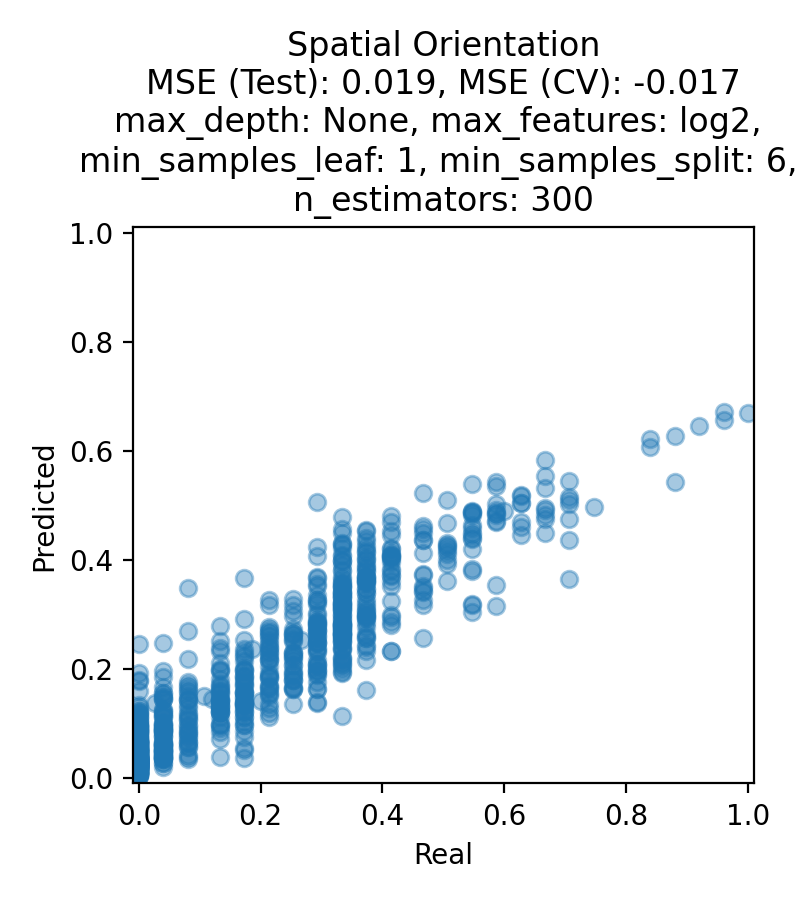 Spatial Orientation
MSE (Test): 0.019, MSE (CV): -0.017
max_depth: None, max_features: log2,
min_samples_leaf: 1, min_samples_split: 6,
n_estimators: 300
1.0
0.8
0.6
0.4
0.2
0.0
Predicted
0.0 0.2 0.4 0.6 0.8 1.0
Real